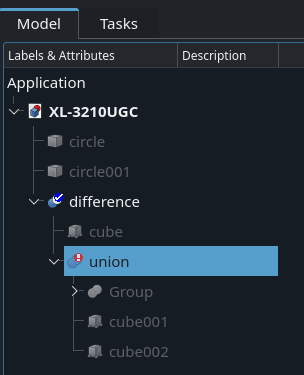 Model Tasks
Labels & Attributes Description
Application
XL-3210UGC
circle
circle001
difference
cube
union
Group
cube001
cube002